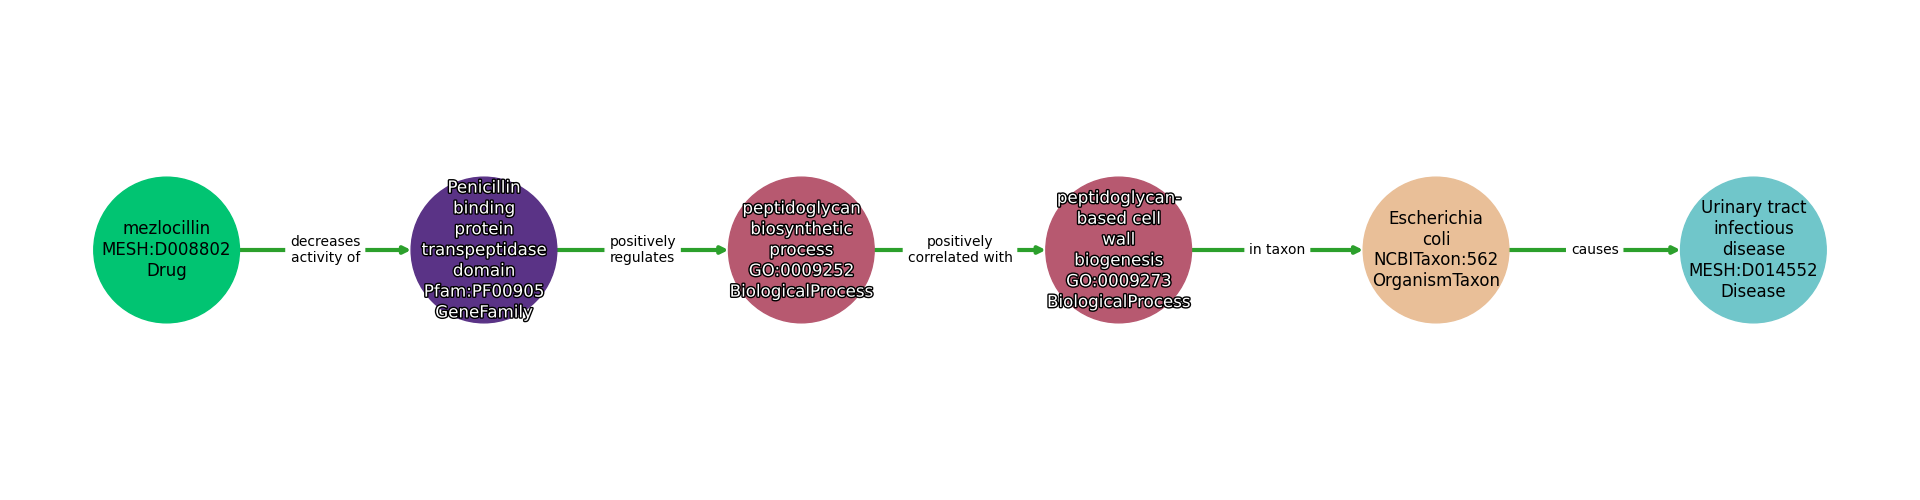 mezlocillin
MESH:D008802
Drug
decreases
activity of
Penicillin
binding
protein
transpeptidase
domain
Pfam:PF00905
GeneFamily
positively
regulates
peptidoglycan
biosynthetic
process
GO:0009252
BiologicalProcess
positively
correlated with
peptidoglycan-
based cell
wall
biogenesis
GO:0009273
BiologicalProcess
in taxon
Escherichia
coli
NCBITaxon:562
OrganismTaxon
causes
Urinary tract
infectious
disease
MESH:D014552
Disease